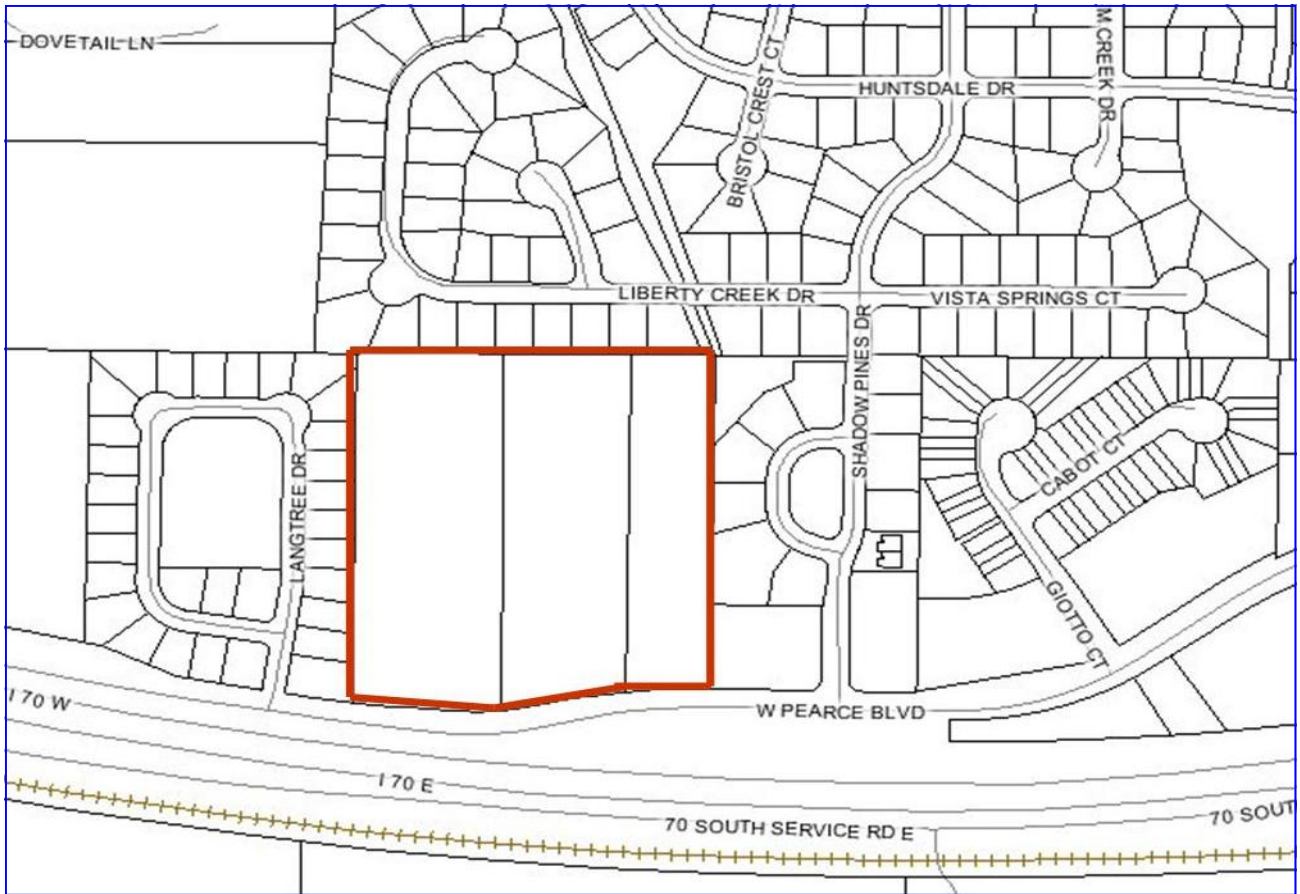 DOVETAIL LN
BRISTOL CREST CT
HUNTSDALE DR
M CREEK DR
LIBERTY CREEK DR
VISTA SPRINGS CT
SHADOW PINES DR
LANGTREE DR
CABOT CT
GIOTTO CT
I 70 W
W PEARCE BLVD
I 70 E
70 SOUTH SERVICE RD E
70 SOUT